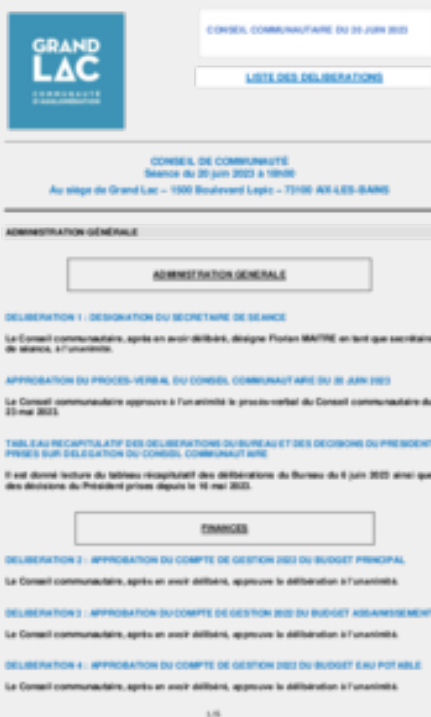 GRAND
LAC
COMMUNAUTÉ
D'AGGLOMÉRATION
CONSEIL COMMUNAUTAIRE DU 20 JUIN 2023
LISTE DES DELIBERATIONS
CONSEIL DE COMMUNAUTÉ
Séance du 20 juin 2023 à 18h00
Au siège de Grand Lac – 1500 Boulevard Lepic – 73100 AIX-LES-BAINS
ADMINISTRATION GÉNÉRALE
ADMINISTRATION GENERALE
DELIBERATION 1 : DESIGNATION DU SECRETAIRE DE SEANCE
Le Conseil communautaire, après en avoir délibéré, désigne Florian MAITRE en tant que secrétaire
de séance, à l'unanimité.
APPROBATION DU PROCES-VERBAL DU CONSEIL COMMUNAUTAIRE DU 20 JUIN 2023
Le Conseil communautaire approuve à l'unanimité le procès-verbal du Conseil communautaire du
23 mai 2023.
TABLEAU RECAPITULATIF DES DELIBERATIONS DU BUREAU ET DES DECISIONS DU PRESIDENT
PRISES SUR DELEGATION DU CONSEIL COMMUNAUTAIRE
Il est donné lecture du tableau récapitulatif des délibérations du Bureau du 6 juin 2023 ainsi que
des décisions du Président prises depuis le 16 mai 2023.
FINANCES
DELIBERATION 2 : APPROBATION DU COMPTE DE GESTION 2022 DU BUDGET PRINCIPAL
Le Conseil communautaire, après en avoir délibéré, approuve la délibération à l'unanimité.
DELIBERATION 3 : APPROBATION DU COMPTE DE GESTION 2022 DU BUDGET ASSAINISSEMENT
Le Conseil communautaire, après en avoir délibéré, approuve la délibération à l'unanimité.
DELIBERATION 4 : APPROBATION DU COMPTE DE GESTION 2022 DU BUDGET EAU POTABLE
Le Conseil communautaire, après en avoir délibéré, approuve la délibération à l'unanimité.
1/5